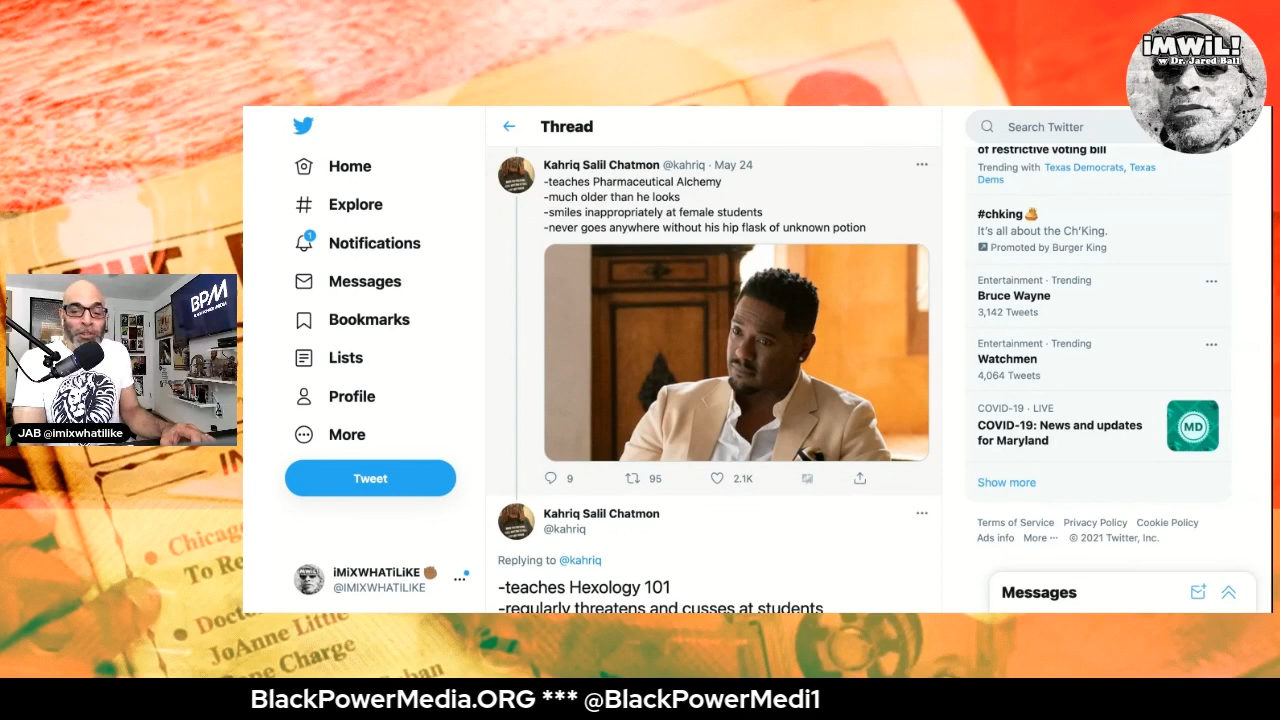 iMWiL!
w Dr. Jared Ball
Home
Explore
1
Notifications
Messages
Bookmarks
Lists
Profile
More
Tweet
iMiXWHATiLiKE
@IMIXWHATILIKE
Thread
Kahriq Salil Chatmon @kahriq · May 24
-teaches Pharmaceutical Alchemy
-much older than he looks
-smiles inappropriately at female students
-never goes anywhere without his hip flask of unknown potion
9 95 2.1K
Kahriq Salil Chatmon
@kahriq
Replying to @kahriq
-teaches Hexology 101
-regularly threatens and cusses at students
Search Twitter
of restrictive voting bill
Trending with Texas Democrats, Texas
Dems
#chking
It's all about the Ch'King.
Promoted by Burger King
Entertainment · Trending
Bruce Wayne
3,142 Tweets
Entertainment · Trending
Watchmen
4,064 Tweets
COVID-19 · LIVE
COVID-19: News and updates
for Maryland
MD
Show more
Terms of Service Privacy Policy Cookie Policy
Ads info More ··· © 2021 Twitter, Inc.
Messages
BPM
JAB @imixwhatilike
Chicago
To Re
JoAnne Little
Charge
BlackPowerMedia.ORG *** @BlackPowerMedi1